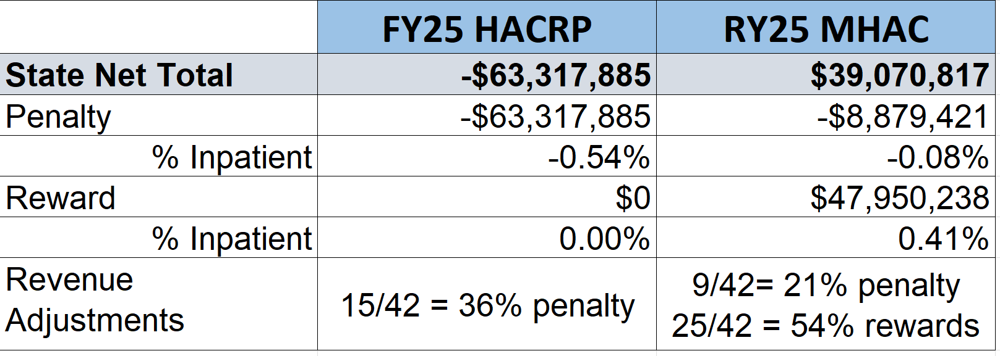 FY25 HACRP RY25 MHAC
State Net Total -$63,317,885 $39,070,817
Penalty -$63,317,885 -$8,879,421
% Inpatient -0.54% -0.08%
Reward $0 $47,950,238
% Inpatient 0.00% 0.41%
Revenue
Adjustments
15/42 = 36% penalty
9/42= 21% penalty
25/42 = 54% rewards